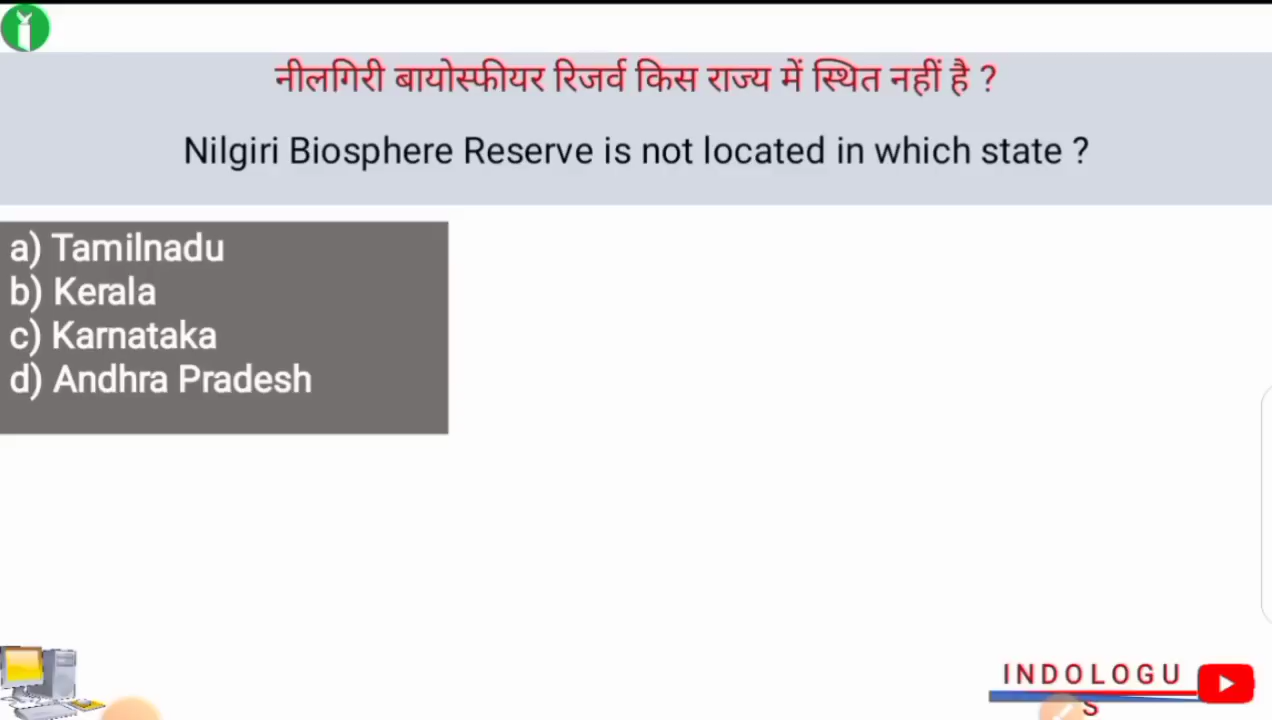 नीलगिरी बायोस्फीयर रिजर्व किस राज्य में स्थित नहीं है ?
Nilgiri Biosphere Reserve is not located in which state ?
a) Tamilnadu
b) Kerala
c) Karnataka
d) Andhra Pradesh
INDOLOGU
S